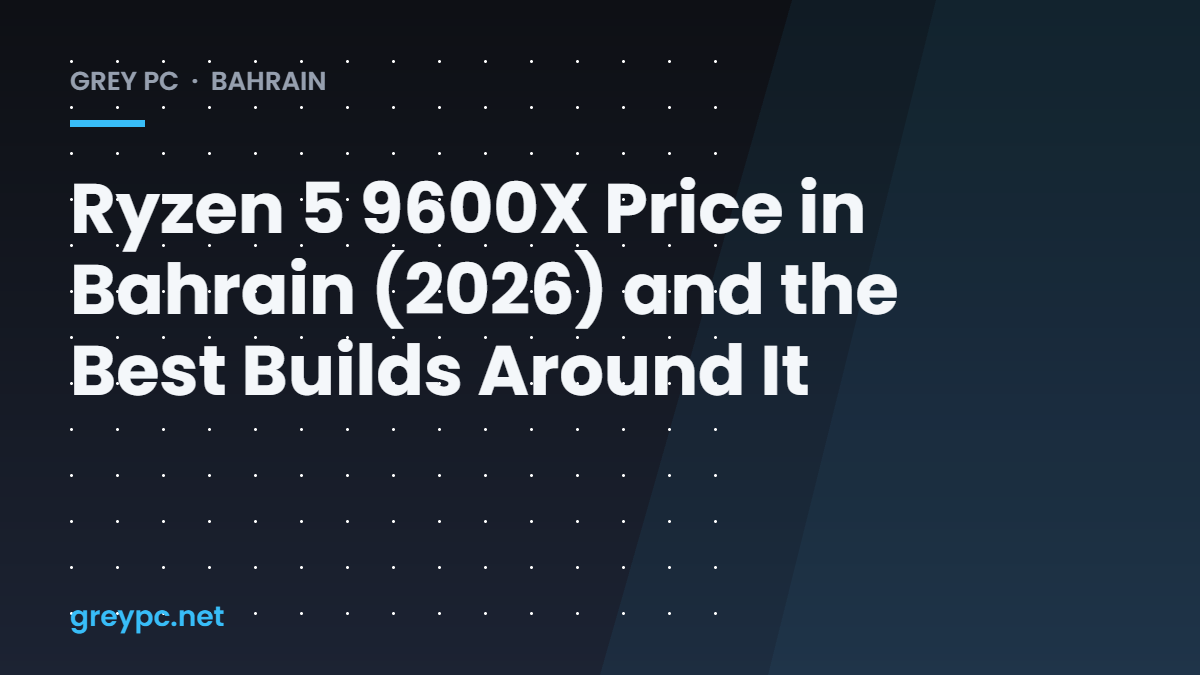 GREY PC · BAHRAIN
Ryzen 5 9600X Price in
Bahrain (2026) and the
Best Builds Around It
greypc.net